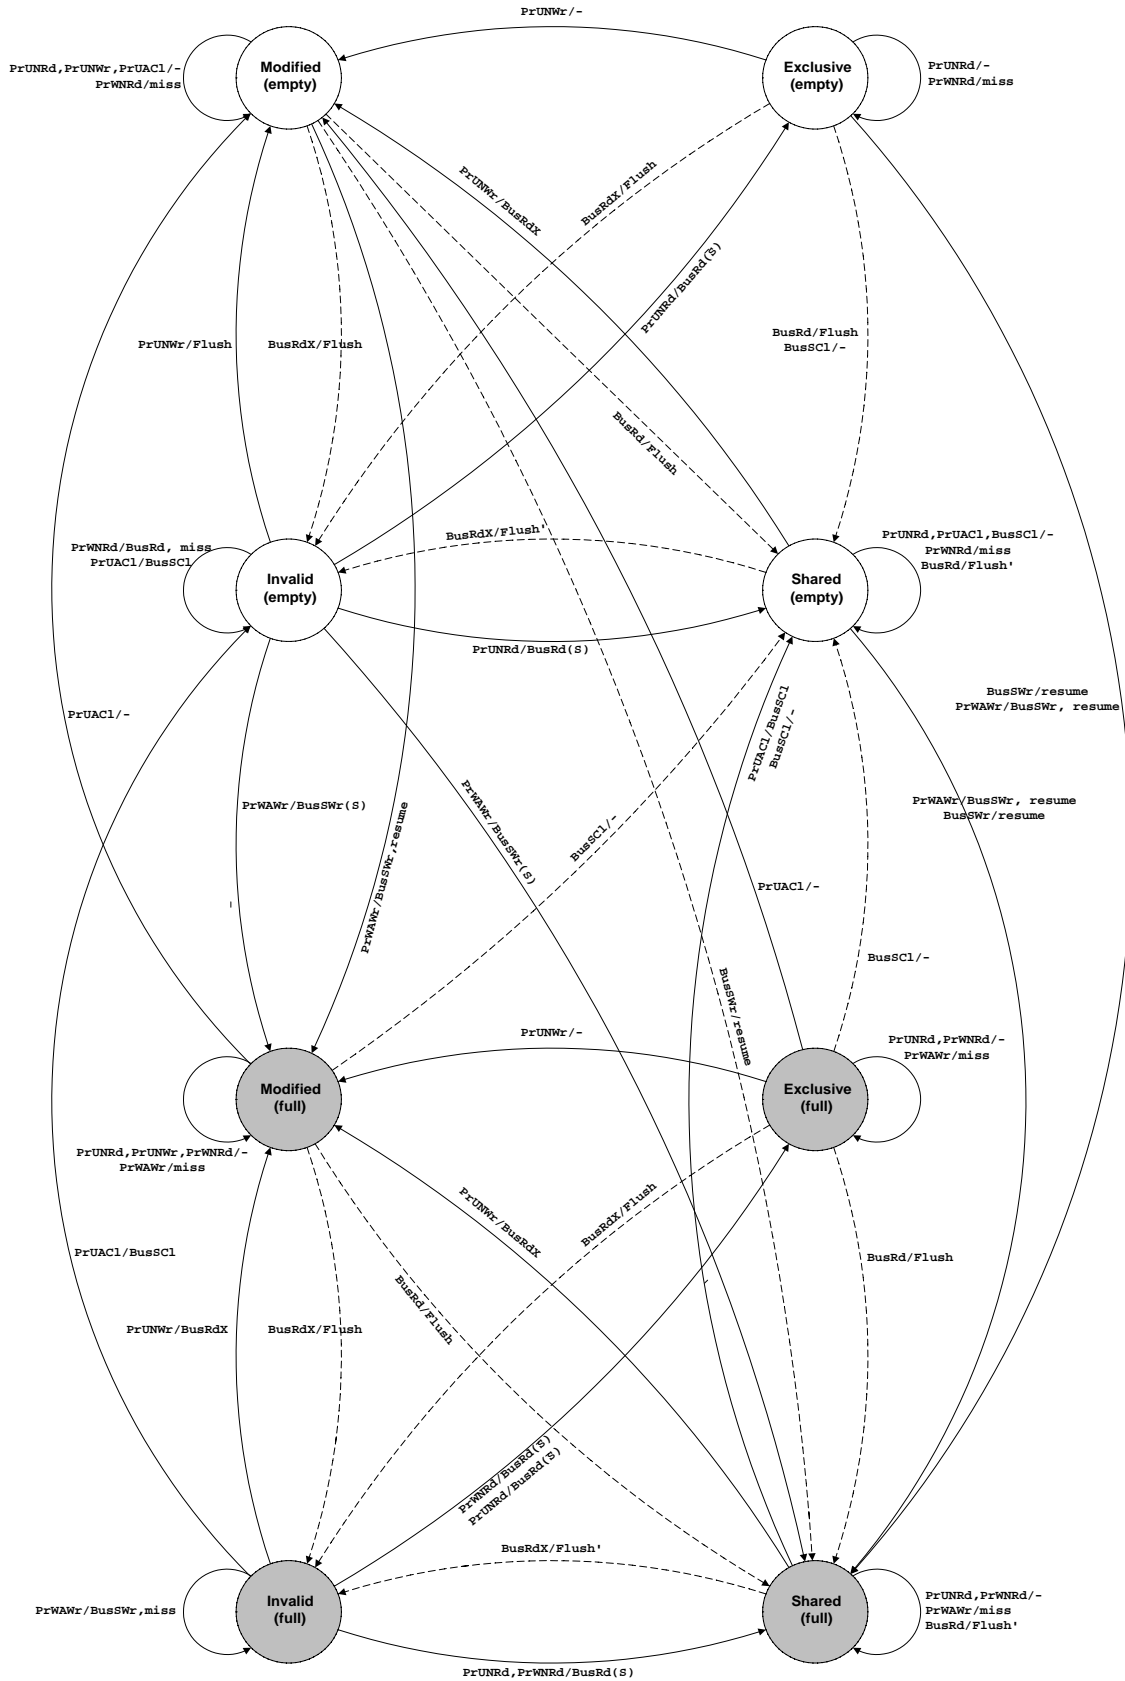 PrUNWr/-
PrUNRd,PrUNWr,PrUACl/-
PrWNRd/miss
Modified
(empty)
Exclusive
(empty)
PrUNRd/-
PrWNRd/miss
PrUNWr/BusRdX
BusRdX/Flush
PrUNRd/BusRd(S)
PrUNWr/Flush
BusRdX/Flush
BusRd/Flush
BusSCl/-
BusRd/Flush
PrWNRd/BusRd, miss
PrUACl/BusSCl
Invalid
(empty)
BusRdX/Flush'
Shared
(empty)
PrUNRd,PrUACl,BusSCl/-
PrWNRd/miss
BusRd/Flush'
PrUNRd/BusRd(S)
PrUACl/-
PrUACl/BusSCl
BusSCl/-
BusSWr/resume
PrWAWr/BusSWr, resume
PrWAWr/BusSWr(S)
PrWAWr/BusSWr,resume
PrWAWr/BusSWr(S)
BusSCl/-
PrWAWr/BusSWr, resume
BusSWr/resume
PrUACl/-
BusSCl/-
BusSWr/resume
PrUNWr/-
Modified
(full)
Exclusive
(full)
PrUNRd,PrWNRd/-
PrWAWr/miss
PrUNRd,PrUNWr,PrWNRd/-
PrWAWr/miss
PrUNWr/BusRdX
BusRdX/Flush
PrUACl/BusSCl
BusRd/Flush
PrUNWr/BusRdX
BusRdX/Flush
BusRd/Flush
PrWNRd/BusRd(S)
PrUNRd/BusRd(S)
BusRdX/Flush'
PrWAWr/BusSWr,miss
Invalid
(full)
Shared
(full)
PrUNRd,PrWNRd/-
PrWAWr/miss
BusRd/Flush'
PrUNRd,PrWNRd/BusRd(S)